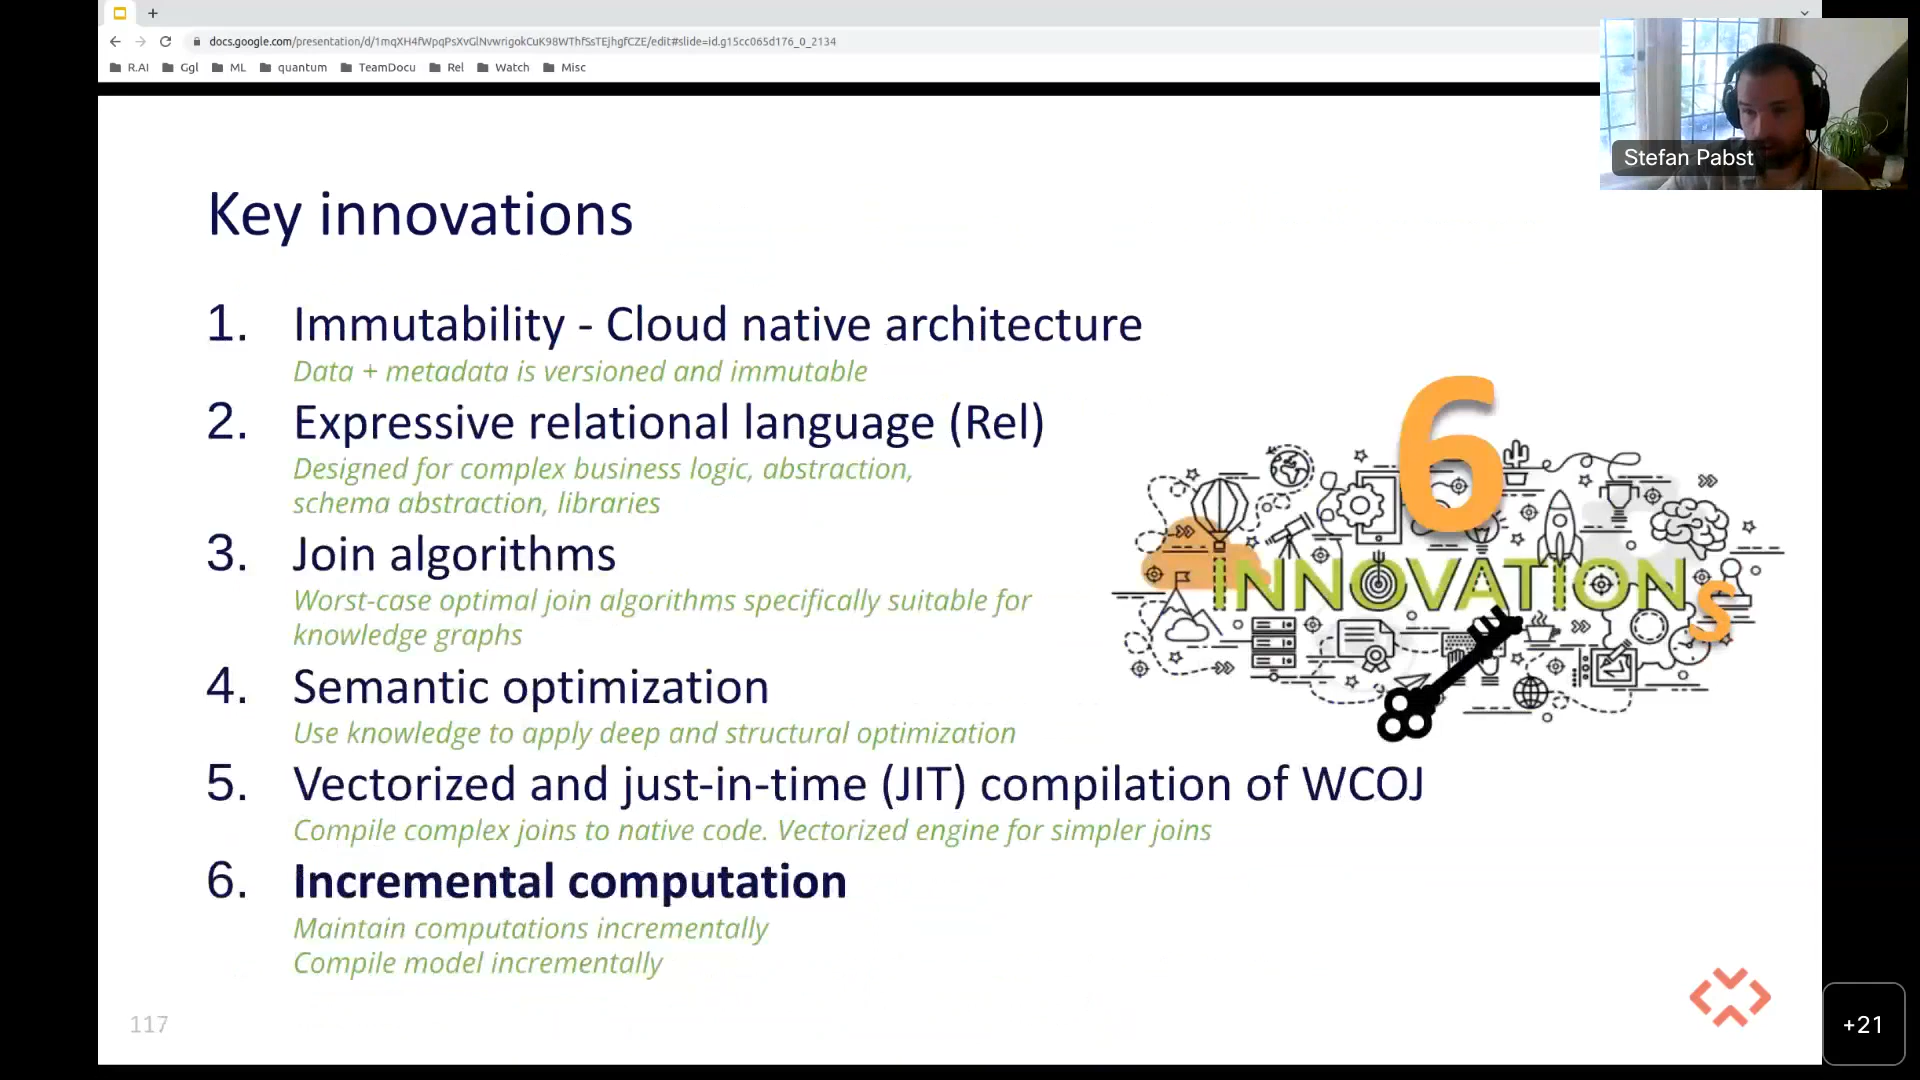 docs.google.com/presentation/d/1mqXH4fWpqPsXvGlNvwrigokCuK98WThfSsTEjhgfCZE/edit#slide=id.g15cc065d176_0_2134
R.AI Ggl ML quantum TeamDocu Rel Watch Misc
Stefan Pabst
Key innovations
1. Immutability - Cloud native architecture
Data + metadata is versioned and immutable
2. Expressive relational language (Rel)
Designed for complex business logic, abstraction,
schema abstraction, libraries
3. Join algorithms
Worst-case optimal join algorithms specifically suitable for
knowledge graphs
4. Semantic optimization
Use knowledge to apply deep and structural optimization
5. Vectorized and just-in-time (JIT) compilation of WCOJ
Compile complex joins to native code. Vectorized engine for simpler joins
6. Incremental computation
Maintain computations incrementally
Compile model incrementally
6
INNOVATIONS
117
+21